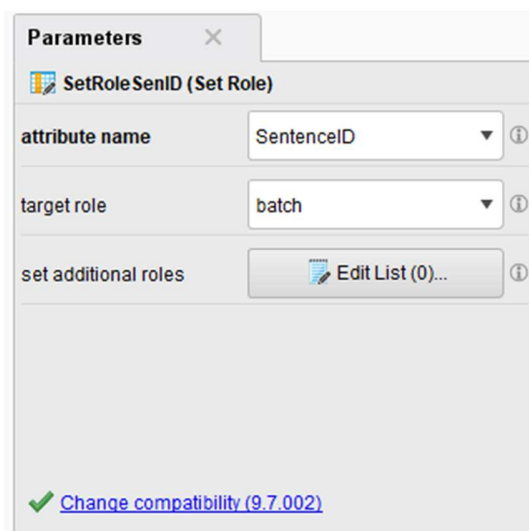 Parameters
SetRoleSenID (Set Role)
attribute name SentenceID
target role batch
set additional roles Edit List (0)...
Change compatibility (9.7.002)